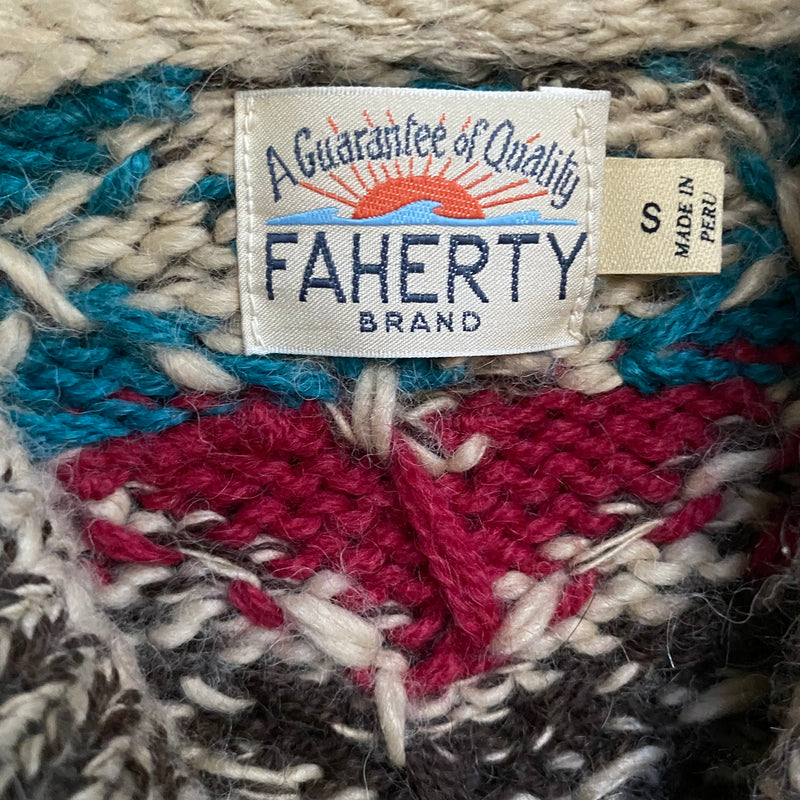 A Guarantee of Quality
FAHERTY
BRAND
S
MADE IN
PERU